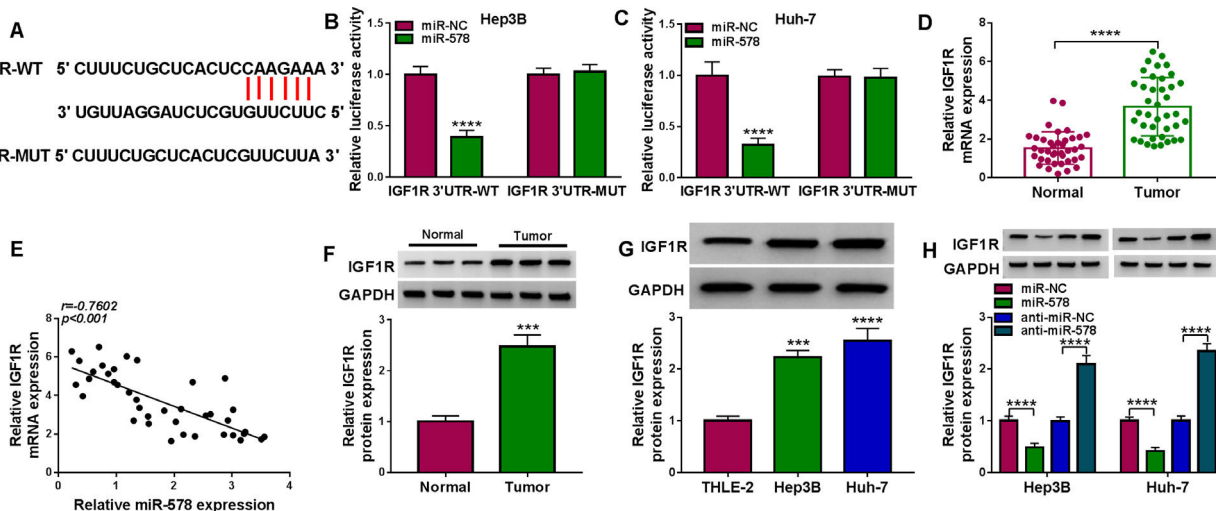 A
R-WT 5' CUUUCUGCUCACUCCAAGAAA 3'
3' UGUUAGGAUCUCGUGUUCUUC 5'
R-MUT 5' CUUUCUGCUCACUCGUUCUUA 3'
B
Hep3B
miR-NC
miR-578
Relative luciferase activity
1.5
1.0
0.5
0.0
****
IGF1R 3'UTR-WT
IGF1R 3'UTR-MUT
C
Huh-7
miR-NC
miR-578
Relative luciferase activity
1.5
1.0
0.5
0.0
****
IGF1R 3'UTR-WT
IGF1R 3'UTR-MUT
D
Relative IGF1R
mRNA expression
8
6
4
2
0
****
Normal
Tumor
E
r=-0.7602
p<0.001
Relative IGF1R
mRNA expression
8
6
4
2
0
0
1
2
3
4
Relative miR-578 expression
F
Normal
Tumor
IGF1R
GAPDH
Relative IGF1R
protein expression
3
2
1
0
***
Normal
Tumor
G
IGF1R
GAPDH
Relative IGF1R
protein expression
3
2
1
0
***
****
THLE-2
Hep3B
Huh-7
H
IGF1R
GAPDH
miR-NC
miR-578
anti-miR-NC
anti-miR-578
Relative IGF1R
protein expression
3
2
1
0
****
****
****
****
Hep3B
Huh-7